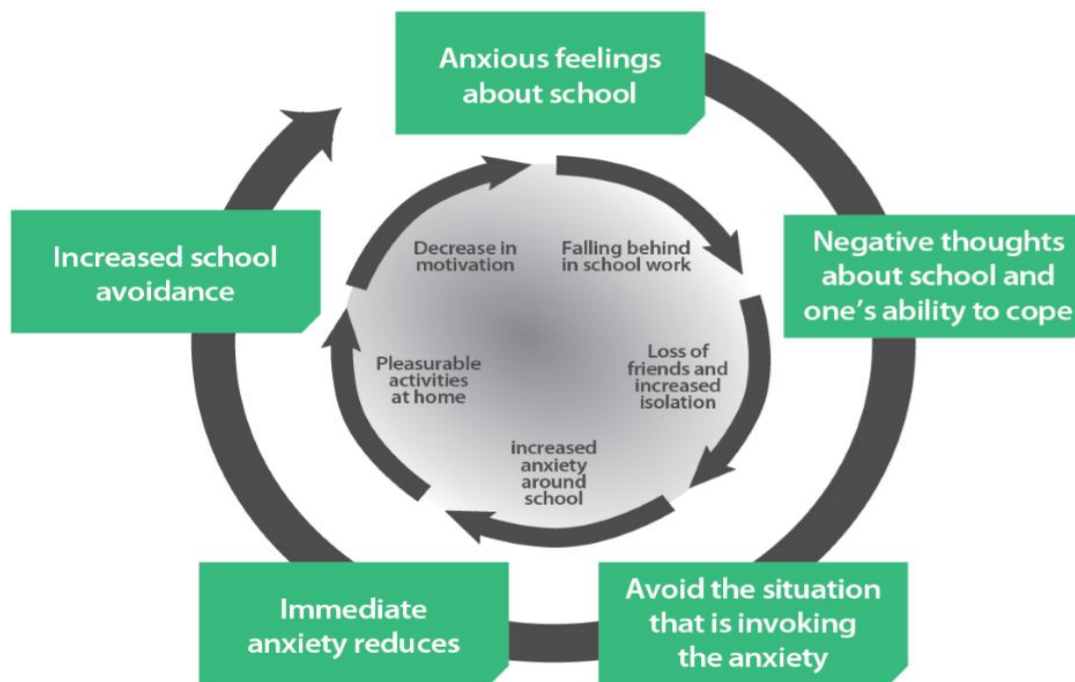 Anxious feelings
about school
Negative thoughts
about school and
one's ability to cope
Avoid the situation
that is invoking
the anxiety
Immediate
anxiety reduces
Increased school
avoidance
Falling behind
in school work
Loss of
friends and
increased
isolation
increased
anxiety
around
school
Pleasurable
activities
at home
Decrease in
motivation